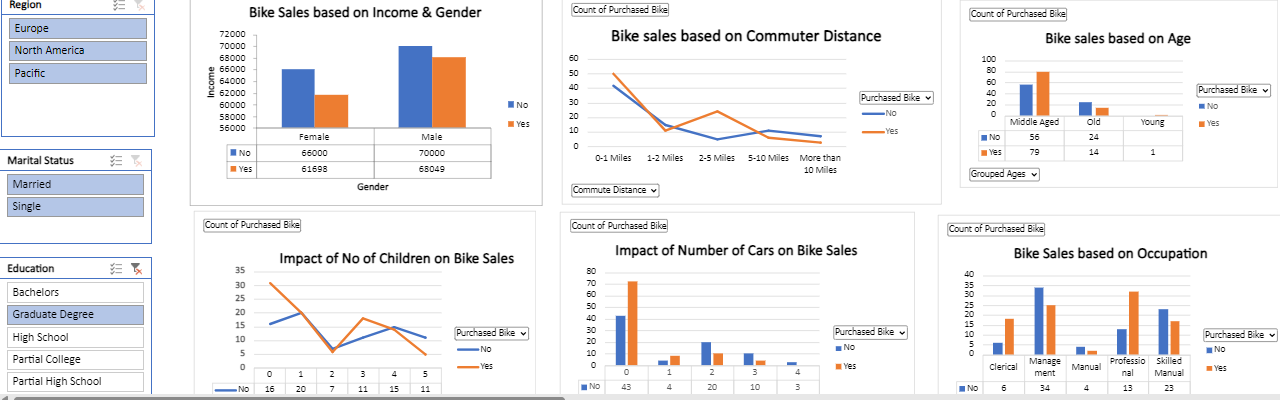 Region
Europe
North America
Pacific
Marital Status
Married
Single
Education
Bachelors
Graduate Degree
High School
Partial College
Partial High School
Bike Sales based on Income & Gender
72000
70000
68000
66000
64000
62000
60000
58000
56000
Income
Female Male
No 66000 70000
Yes 61698 68049
Gender
No
Yes
Count of Purchased Bike
Bike sales based on Commuter Distance
60
50
40
30
20
10
0
0-1 Miles 1-2 Miles 2-5 Miles 5-10 Miles More than
10 Miles
Purchased Bike
No
Yes
Commute Distance
Count of Purchased Bike
Bike sales based on Age
100
80
60
40
20
0
Middle Aged Old Young
No 56 24
Yes 79 14 1
Purchased Bike
No
Yes
Grouped Ages
Count of Purchased Bike
Impact of No of Children on Bike Sales
35
30
25
20
15
10
5
0
0 1 2 3 4 5
No 16 20 7 11 15 11
Purchased Bike
No
Yes
Count of Purchased Bike
Impact of Number of Cars on Bike Sales
80
70
60
50
40
30
20
10
0
0 1 2 3 4
No 43 4 20 10 3
Purchased Bike
No
Yes
Count of Purchased Bike
Bike Sales based on Occupation
40
35
30
25
20
15
10
5
0
Clerical Manage Manual Professio Skilled
ment nal Manual
No 6 34 4 13 23
Purchased Bike
No
Yes